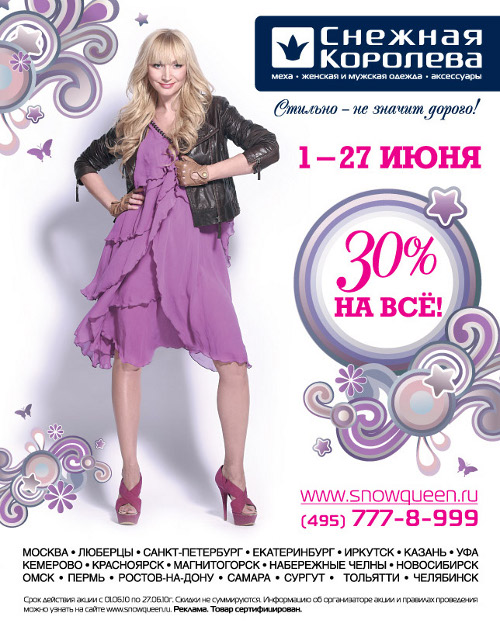 Снежная
Королева
меха • женская и мужская одежда • аксессуары
Стильно – не значит дорого!
1 – 27 ИЮНЯ
30%
НА ВСЁ!
www.snowqueen.ru
(495) 777-8-999
МОСКВА • ЛЮБЕРЦЫ • САНКТ-ПЕТЕРБУРГ • ЕКАТЕРИНБУРГ • ИРКУТСК • КАЗАНЬ • УФА
КЕМЕРОВО • КРАСНОЯРСК • МАГНИТОГОРСК • НАБЕРЕЖНЫЕ ЧЕЛНЫ • НОВОСИБИРСК
ОМСК • ПЕРМЬ • РОСТОВ-НА-ДОНУ • САМАРА • СУРГУТ • ТОЛЬЯТТИ • ЧЕЛЯБИНСК
Срок действия акции с 01.06.10 по 27.06.10г. Скидки не суммируются. Информацию об организаторе акции и правилах проведения
можно узнать на сайте www.snowqueen.ru. Реклама. Товар сертифицирован.